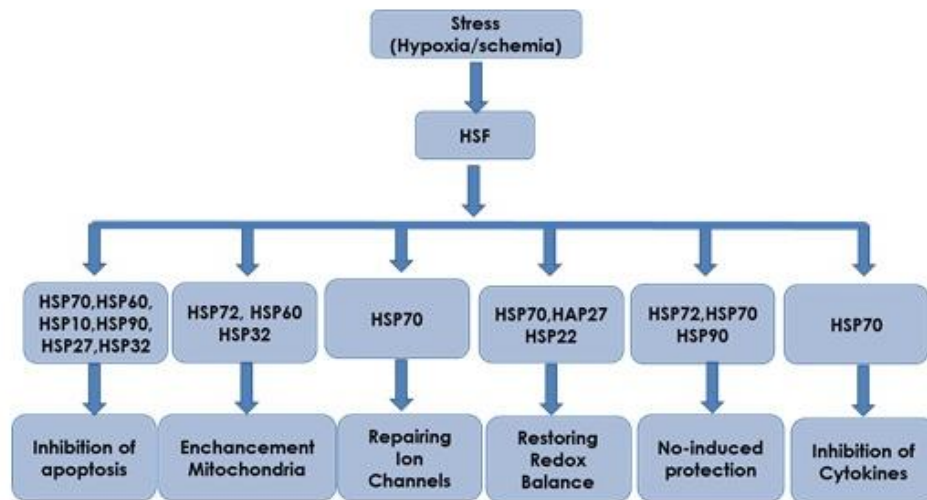 Stress
(Hypoxia/schemia)
HSF
HSP70,HSP60,
HSP10,HSP90,
HSP27,HSP32
HSP72, HSP60
HSP32
HSP70
HSP70,HAP27
HSP22
HSP72,HSP70
HSP90
HSP70
Inhibition of
apoptosis
Enchancement
Mitochondria
Repairing
Ion
Channels
Restoring
Redox
Balance
No-induced
protection
Inhibition of
Cytokines